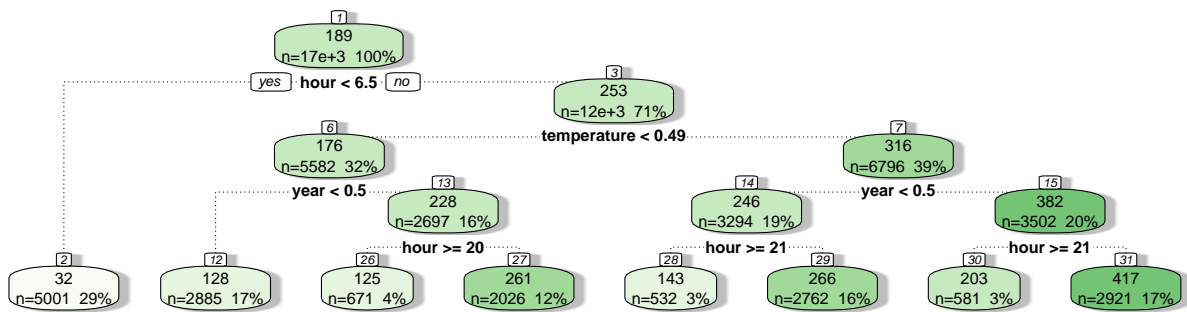 1
189
n=17e+3 100%
yes hour < 6.5 no
3
253
n=12e+3 71%
temperature < 0.49
6
176
n=5582 32%
7
316
n=6796 39%
year < 0.5
year < 0.5
13
228
n=2697 16%
14
246
n=3294 19%
15
382
n=3502 20%
hour >= 20
hour >= 21
hour >= 21
2
32
n=5001 29%
12
128
n=2885 17%
26
125
n=671 4%
27
261
n=2026 12%
28
143
n=532 3%
29
266
n=2762 16%
30
203
n=581 3%
31
417
n=2921 17%